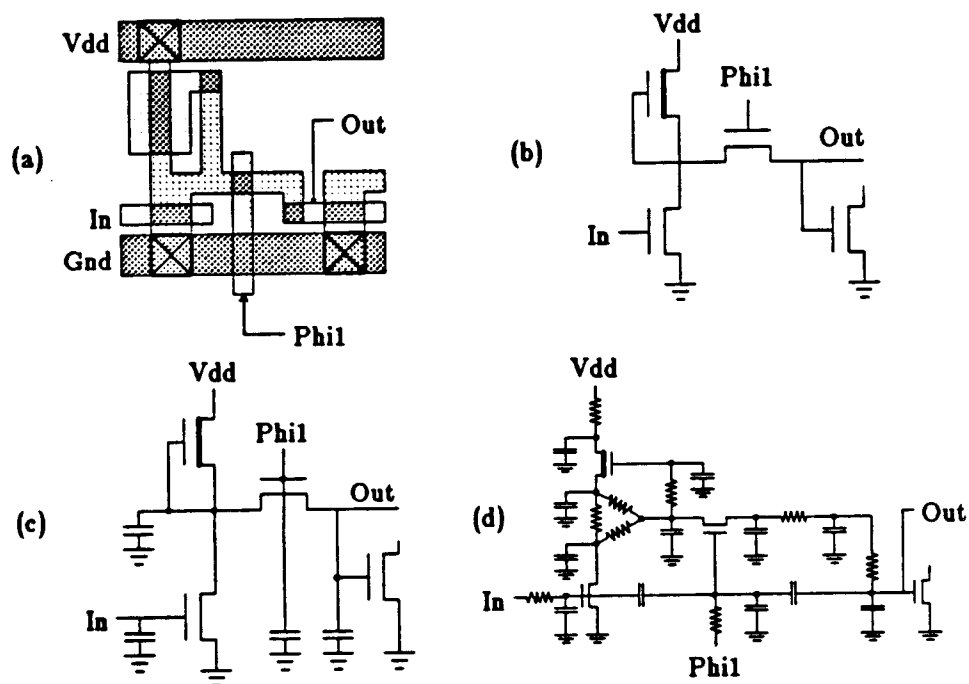 Vdd
Out
(a)
In
Gnd
Phi1
Vdd
Phi1
Out
(b)
In
Vdd
Phi1
Out
(c)
In
Vdd
(d)
Out
In
Phi1